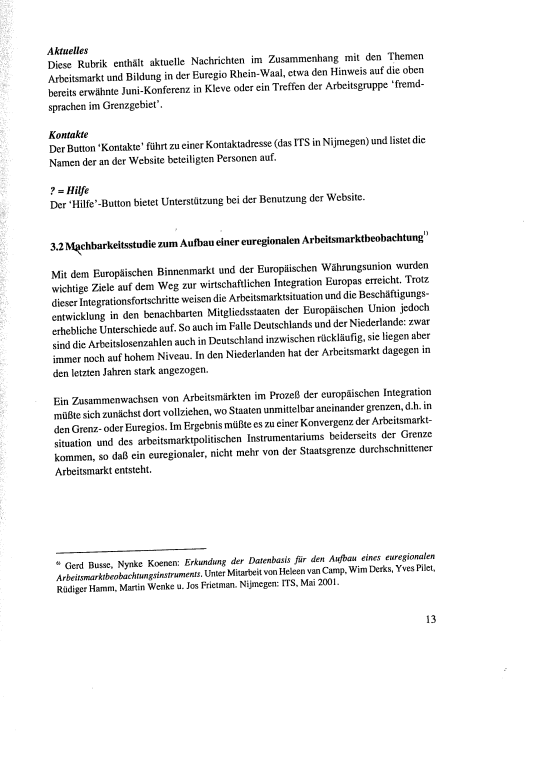 Aktuelles
Diese Rubrik enthält aktuelle Nachrichten im Zusammenhang mit den Themen
Arbeitsmarkt und Bildung in der Euregio Rhein-Waal, etwa den Hinweis auf die oben
bereits erwähnte Juni-Konferenz in Kleve oder ein Treffen der Arbeitsgruppe 'fremd-
sprachen im Grenzgebiet'.
Kontakte
Der Button 'Kontakte' führt zu einer Kontaktadresse (das ITS in Nijmegen) und listet die
Namen der an der Website beteiligten Personen auf.
? = Hilfe
Der 'Hilfe'-Button bietet Unterstützung bei der Benutzung der Website.
3.2 Machbarkeitsstudie zum Aufbau einer euregionalen Arbeitsmarktbeobachtung
Mit dem Europäischen Binnenmarkt und der Europäischen Währungsunion wurden
wichtige Ziele auf dem Weg zur wirtschaftlichen Integration Europas erreicht. Trotz
dieser Integrationsfortschritte weisen die Arbeitsmarktsituation und die Beschäftigungs-
entwicklung in den benachbarten Mitgliedsstaaten der Europäischen Union jedoch
erhebliche Unterschiede auf. So auch im Falle Deutschlands und der Niederlande: zwar
sind die Arbeitslosenzahlen auch in Deutschland inzwischen rückläufig, sie liegen aber
immer noch auf hohem Niveau. In den Niederlanden hat der Arbeitsmarkt dagegen in
den letzten Jahren stark angezogen.
Ein Zusammenwachsen von Arbeitsmärkten im Prozeß der europäischen Integration
müßte sich zunächst dort vollziehen, wo Staaten unmittelbar aneinander grenzen, d.h. in
den Grenz- oder Euregios. Im Ergebnis müßte es zu einer Konvergenz der Arbeitsmarkt-
situation und des arbeitsmarktpolitischen Instrumentariums beiderseits der Grenze
kommen, so daß ein euregionaler, nicht mehr von der Staatsgrenze durchschnittener
Arbeitsmarkt entsteht.
Gerd Busse, Nynke Koenen: Erkundung der Datenbasis für den Aufbau eines euregionalen
Arbeitsmarktbeobachtungsinstruments. Unter Mitarbeit von Heleen van Camp, Wim Derks, Yves Pilet,
Rüdiger Hamm, Martin Wenke u. Jos Frietman. Nijmegen: ITS, Mai 2001.
13